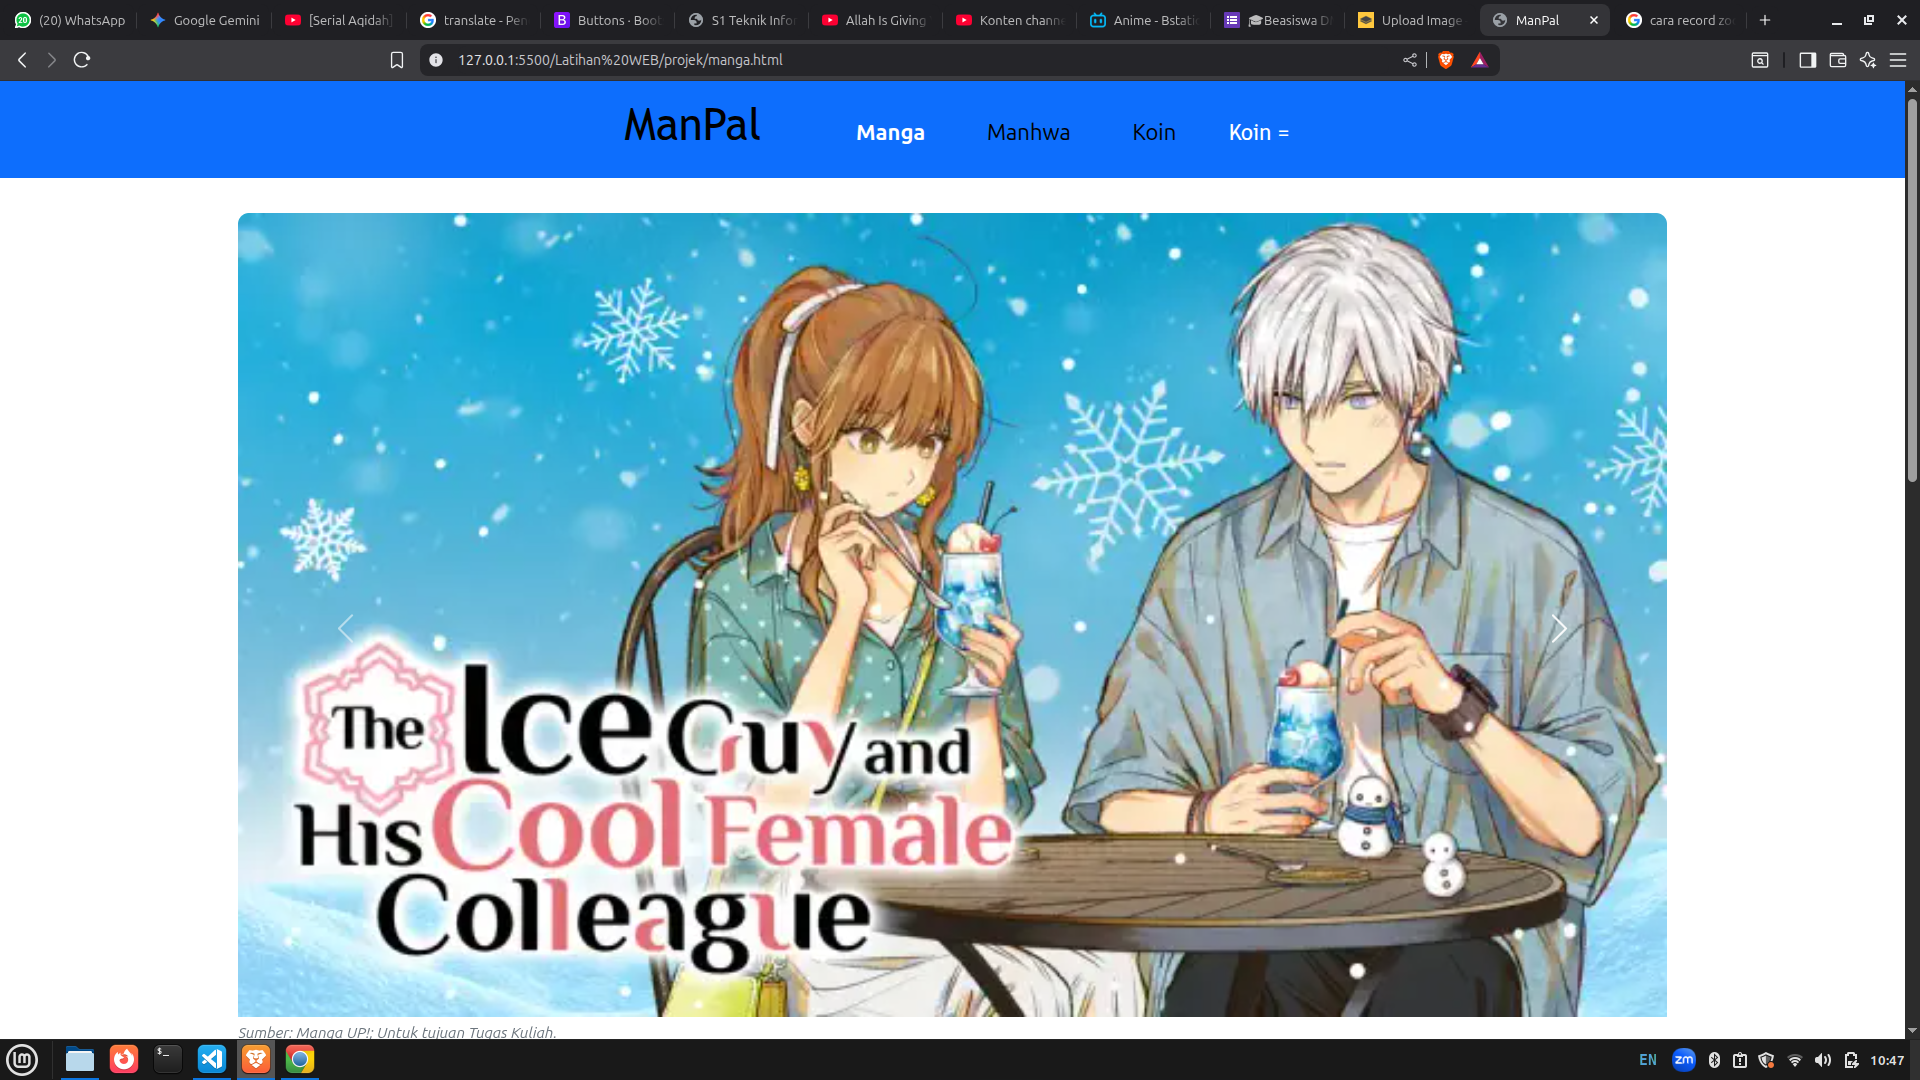 (20) WhatsApp
Google Gemini
[Serial Aqidah]
translate - Pen
Buttons · Boot
S1 Teknik Infor
Allah Is Giving
Konten channe
Anime - Bstati
🎓Beasiswa D
Upload Image
ManPal
cara record zo
127.0.0.1:5500/Latihan%20WEB/projek/manga.html
ManPal
Manga
Manhwa
Koin
Koin =
The Ice Guy and
His Cool Female
Colleague
Sumber: Manga UP!; Untuk tujuan Tugas Kuliah.
EN
zm
10:47